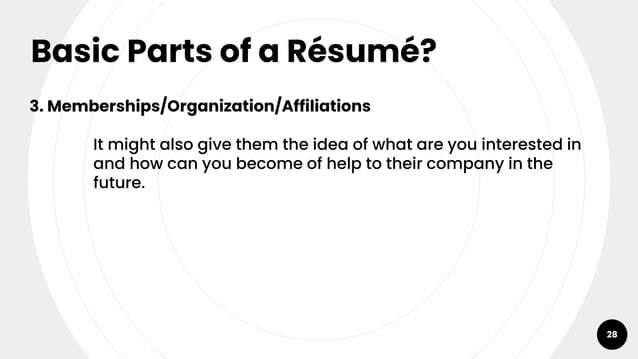 Basic Parts of a Résumé?
3. Memberships/Organization/Affiliations
It might also give them the idea of what are you interested in
and how can you become of help to their company in the
future.
28